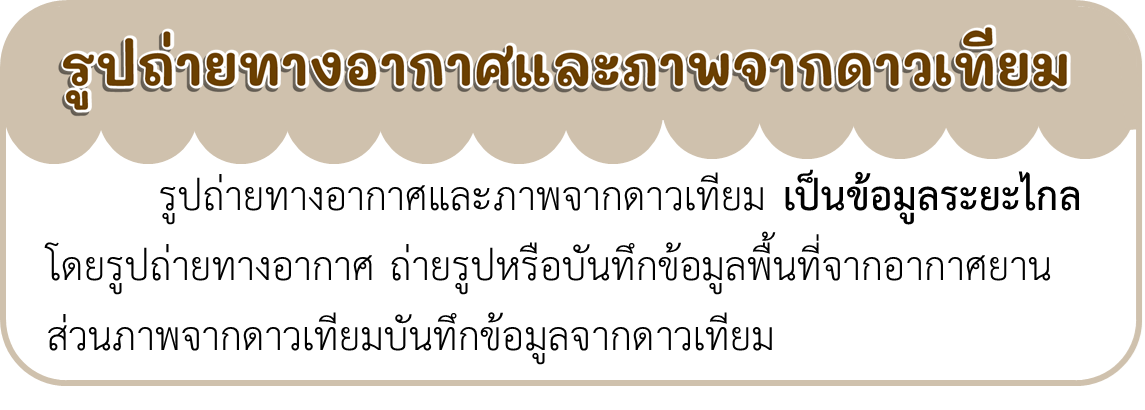 รูปถ่ายทางอากาศและภาพจากดาวเทียม
รูปถ่ายทางอากาศและภาพจากดาวเทียม เป็นข้อมูลระยะไกล
โดยรูปถ่ายทางอากาศ ถ่ายรูปหรือบันทึกข้อมูลพื้นที่จากอากาศยาน
ส่วนภาพจากดาวเทียมบันทึกข้อมูลจากดาวเทียม